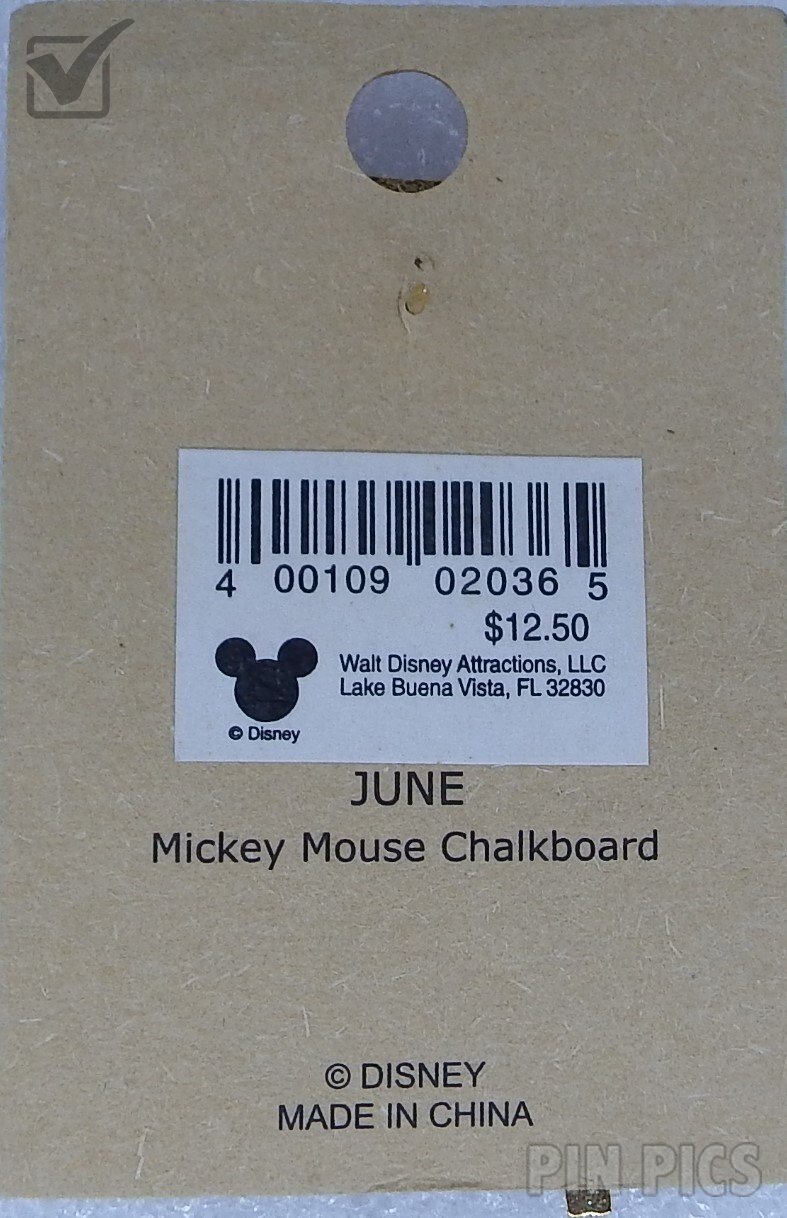 4 00109 02036 5
$12.50
Walt Disney Attractions, LLC
Lake Buena Vista, FL 32830
© Disney
JUNE
Mickey Mouse Chalkboard
© DISNEY
MADE IN CHINA
PIN PICS